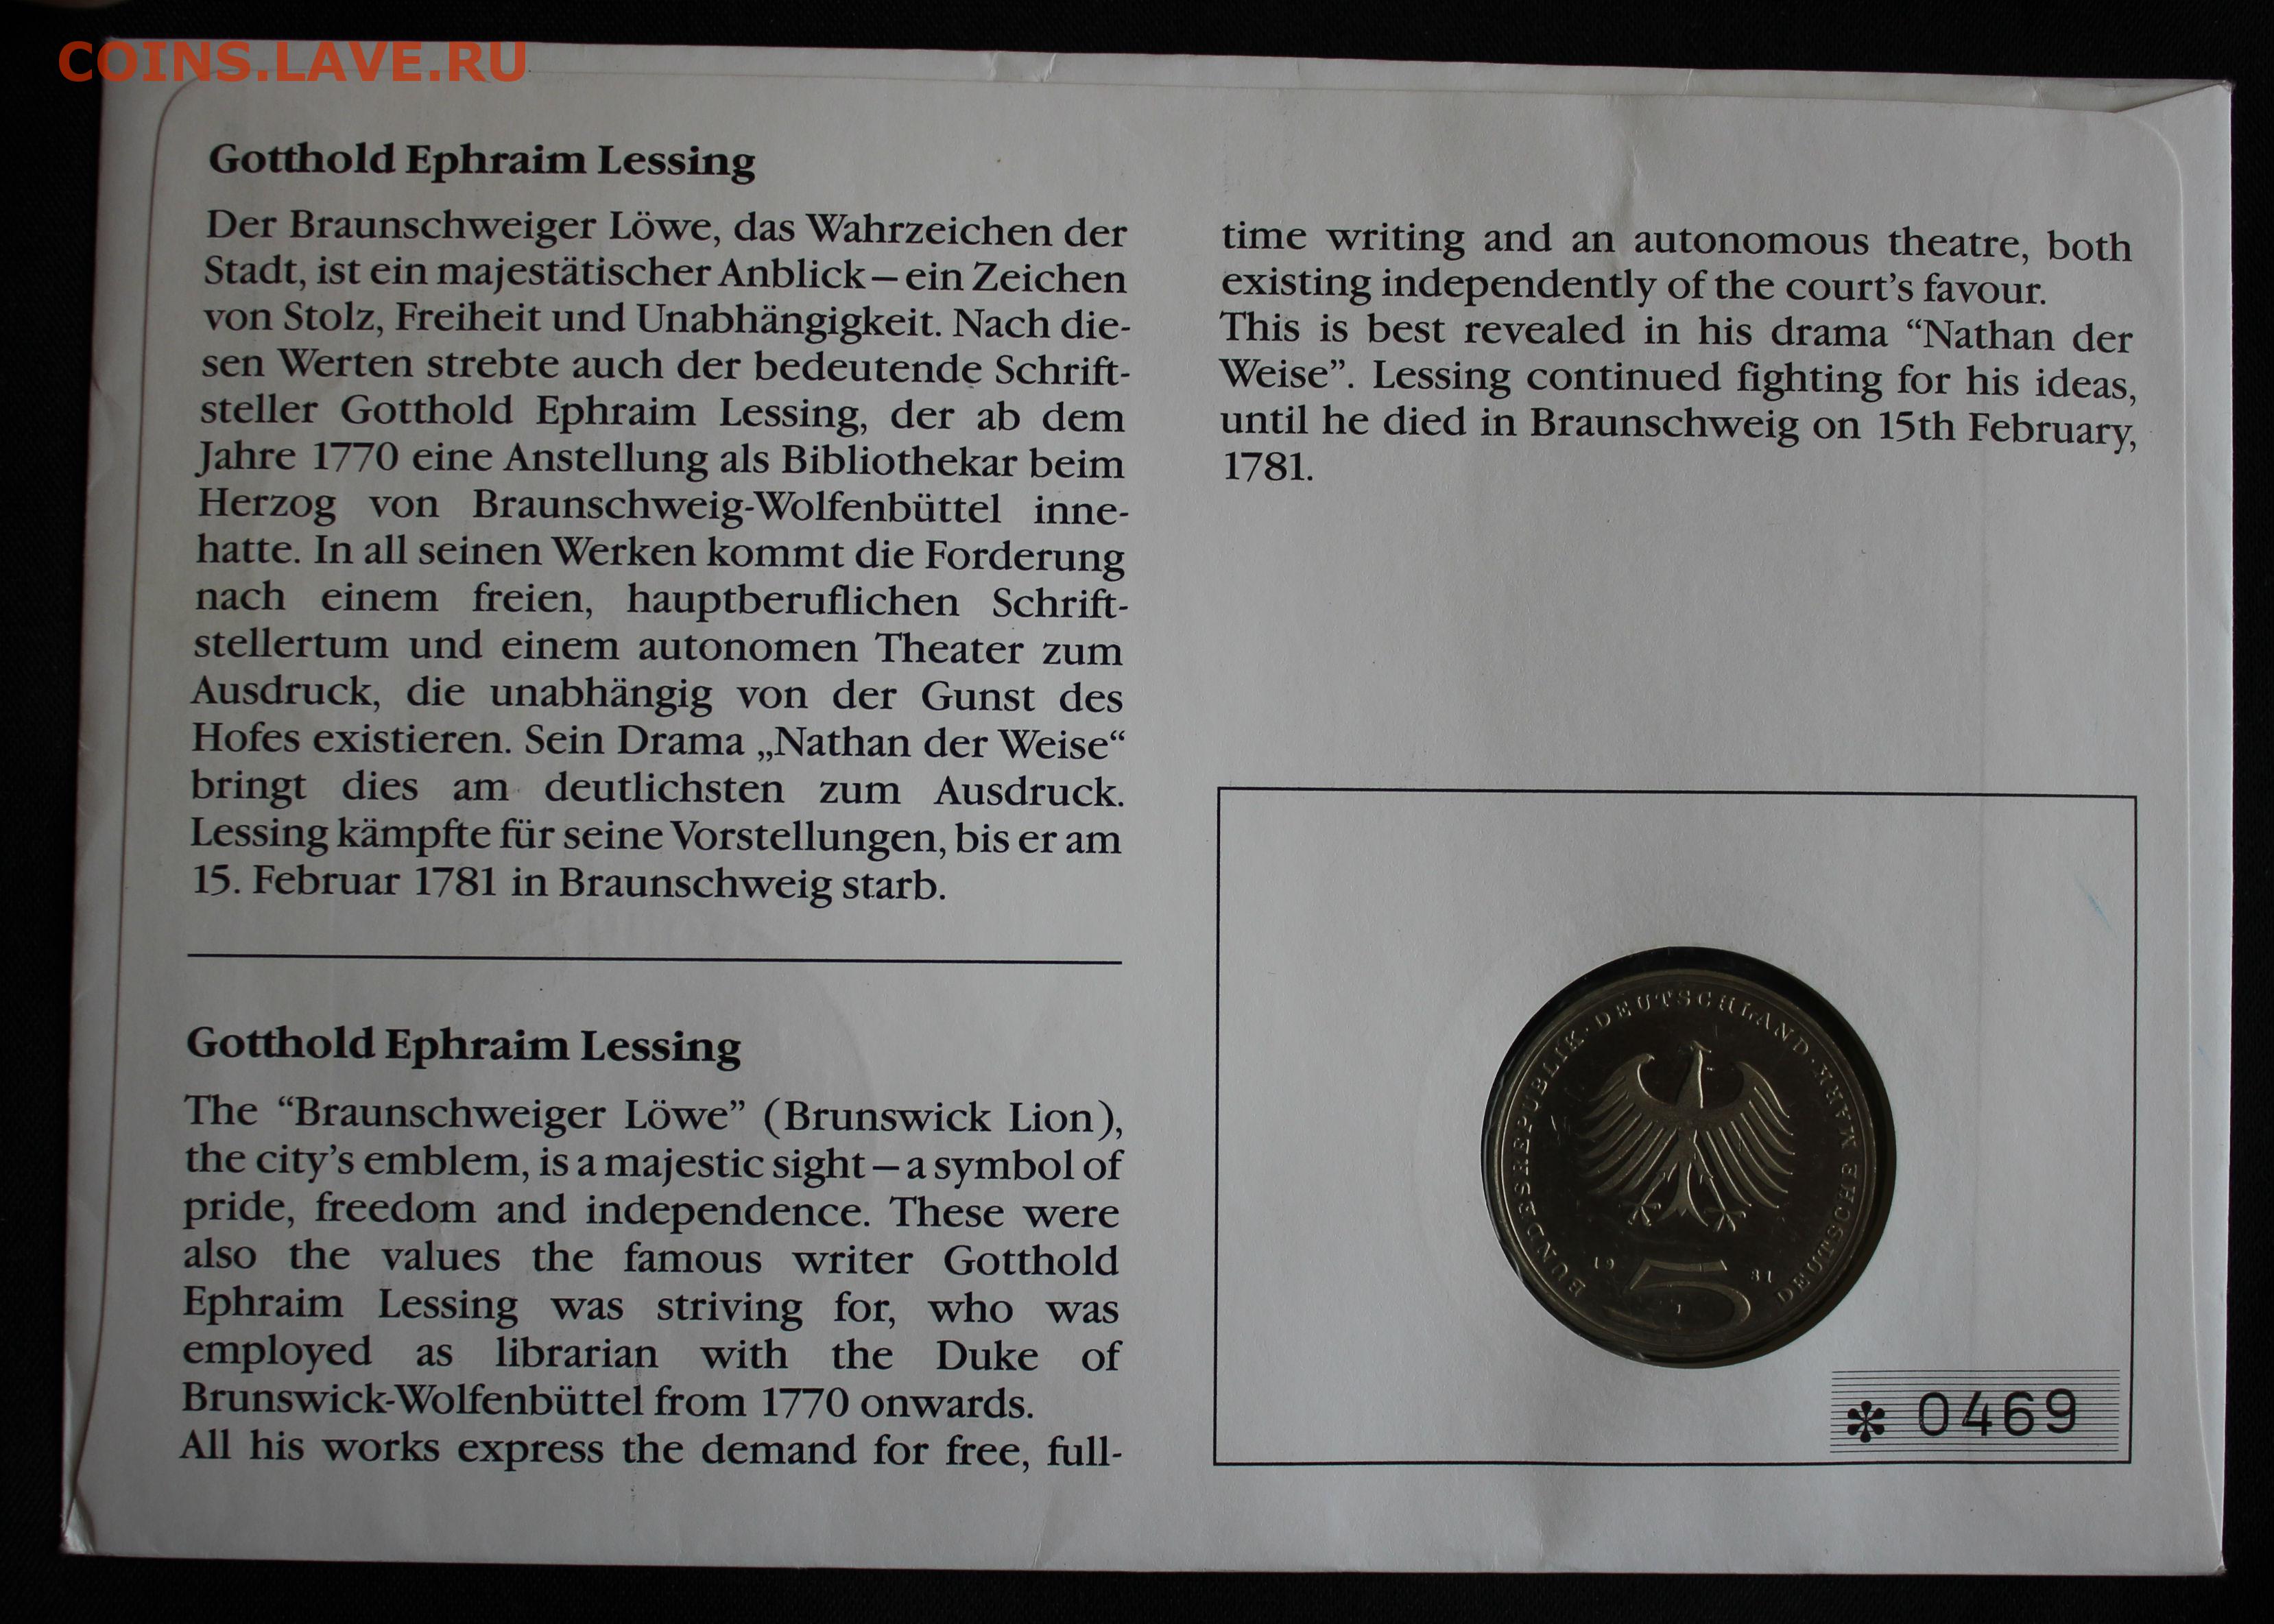 COINS.LAVE.RU
Gotthold Ephraim Lessing
Der Braunschweiger Löwe, das Wahrzeichen der
Stadt, ist ein majestätischer Anblick – ein Zeichen
von Stolz, Freiheit und Unabhängigkeit. Nach die-
sen Werten strebte auch der bedeutende Schrift-
steller Gotthold Ephraim Lessing, der ab dem
Jahre 1770 eine Anstellung als Bibliothekar beim
Herzog von Braunschweig-Wolfenbüttel inne-
hatte. In all seinen Werken kommt die Forderung
nach einem freien, hauptberuflichen Schrift-
stellertum und einem autonomen Theater zum
Ausdruck, die unabhängig von der Gunst des
Hofes existieren. Sein Drama „Nathan der Weise“
bringt dies am deutlichsten zum Ausdruck.
Lessing kämpfte für seine Vorstellungen, bis er am
15. Februar 1781 in Braunschweig starb.
Gotthold Ephraim Lessing
The “Braunschweiger Löwe” (Brunswick Lion),
the city’s emblem, is a majestic sight – a symbol of
pride, freedom and independence. These were
also the values the famous writer Gotthold
Ephraim Lessing was striving for, who was
employed as librarian with the Duke of
Brunswick-Wolfenbüttel from 1770 onwards.
All his works express the demand for free, full-
time writing and an autonomous theatre, both
existing independently of the court’s favour.
This is best revealed in his drama “Nathan der
Weise”. Lessing continued fighting for his ideas,
until he died in Braunschweig on 15th February,
1781.
BUNDESREPUBLIK · DEUTSCHLAND ·
DEUTSCHE MARK
19 81
5
J
✻ 0469